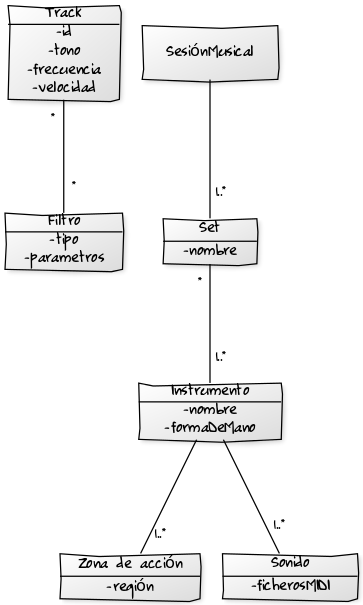 Track
-id
-tono
-frecuencia
-velocidad
*
*
Filtro
-tipo
-parametros
SesiÓnMusical
1..*
Set
-nombre
*
1..*
Instrumento
-nombre
-formaDeMano
1..*
1..*
Zona de acciÓn
-regiÓn
Sonido
-ficherosMIDI